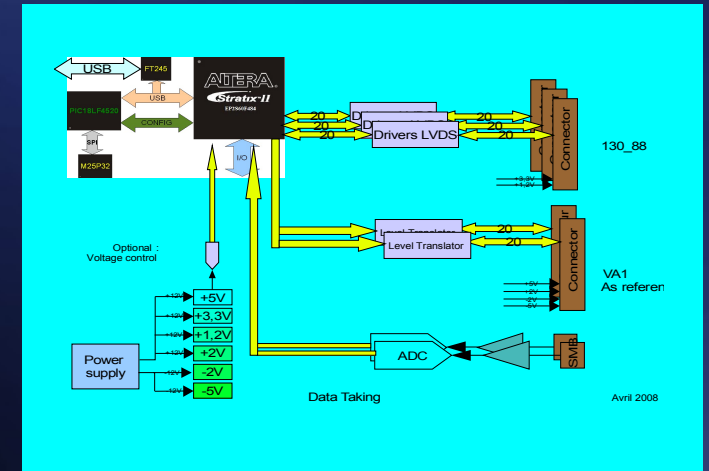 USB
FT245
ALTERA
Stratix-II
EP2S60F484
USB
PIC18LF4520
CONFIG
SPI
M25P32
I/O
20
20
20
Drivers LVDS
20
20
20
Connector
130_88
+3,3V
+1,2V
Level Translator
Level Translator
20
20
Connector
VA1
As referen
+5V
+2V
-2V
-5V
Optional :
Voltage control
+12V
+5V
+12V
+3,3V
+12V
+1,2V
+12V
+2V
-12V
-2V
-12V
-5V
Power
supply
ADC
SMB
Data Taking
Avril 2008